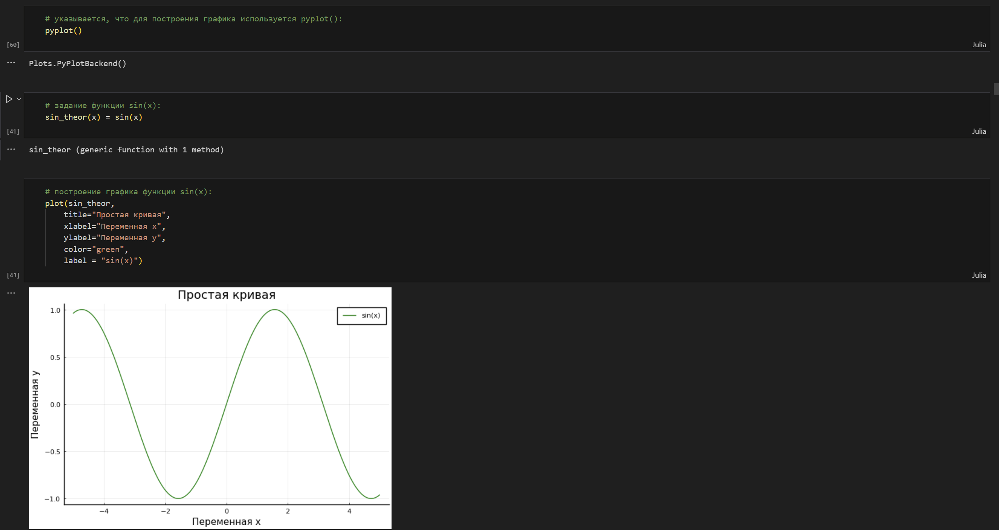 # указывается, что для построения графика используется pyplot():
pyplot()
[60]
Julia
Plots.PyPlotBackend()
# задание функции sin(x):
sin_theor(x) = sin(x)
[41]
Julia
sin_theor (generic function with 1 method)
# построение графика функции sin(x):
plot(sin_theor,
    title="Простая кривая",
    xlabel="Переменная x",
    ylabel="Переменная y",
    color="green",
    label = "sin(x)")
[43]
Julia
Простая кривая
sin(x)
1.0
0.5
0.0
−0.5
−1.0
Переменная y
−4 −2 0 2 4
Переменная x